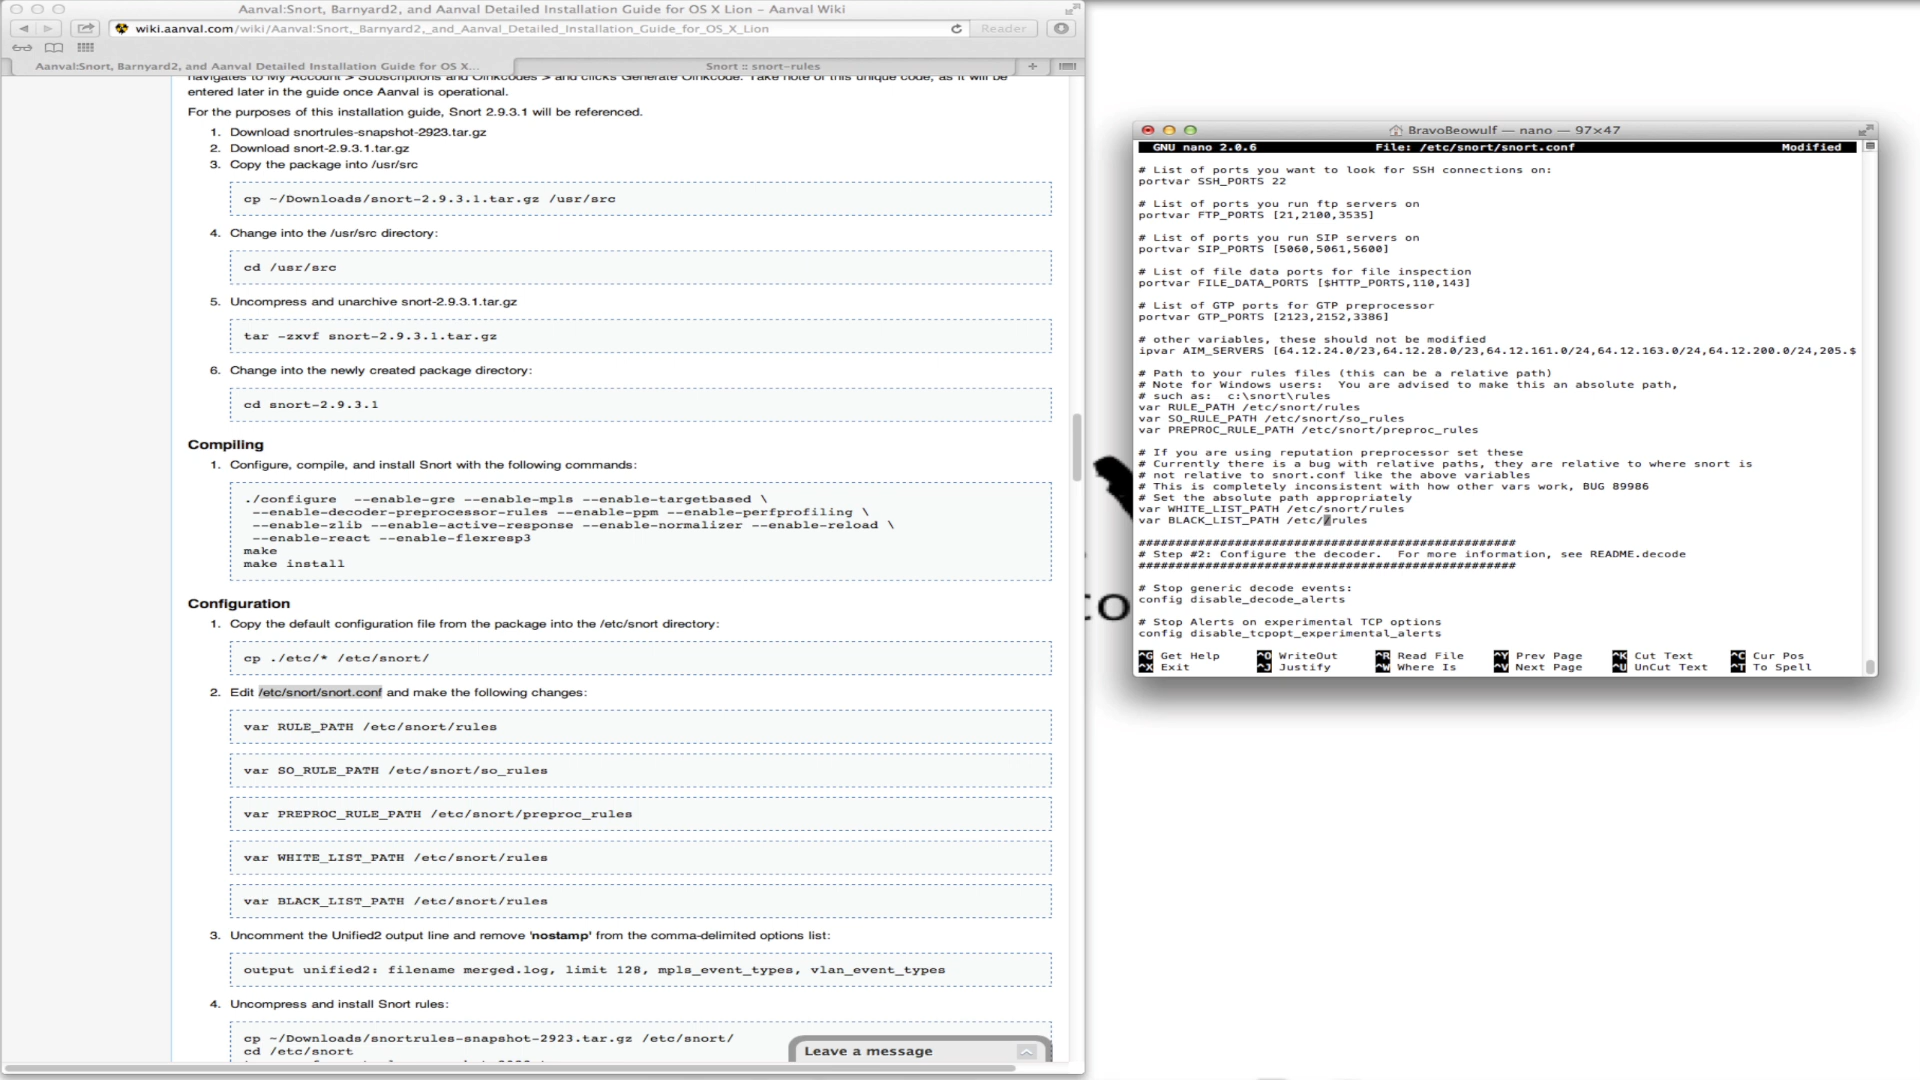 Aanval:Snort, Barnyard2, and Aanval Detailed Installation Guide for OS X Lion – Aanval Wiki
wiki.aanval.com/wiki/Aanval:Snort,_Barnyard2,_and_Aanval_Detailed_Installation_Guide_for_OS_X_Lion
Reader
Aanval:Snort, Barnyard2, and Aanval Detailed Installation Guide for OS X...
Snort :: snort-rules
navigates to My Account > Subscriptions and Oinkcodes > and clicks Generate Oinkcode. Take note of this unique code, as it will be
entered later in the guide once Aanval is operational.
For the purposes of this installation guide, Snort 2.9.3.1 will be referenced.
1. Download snortrules-snapshot-2923.tar.gz
2. Download snort-2.9.3.1.tar.gz
3. Copy the package into /usr/src
cp ~/Downloads/snort-2.9.3.1.tar.gz /usr/src
4. Change into the /usr/src directory:
cd /usr/src
5. Uncompress and unarchive snort-2.9.3.1.tar.gz
tar -zxvf snort-2.9.3.1.tar.gz
6. Change into the newly created package directory:
cd snort-2.9.3.1
Compiling
1. Configure, compile, and install Snort with the following commands:
./configure  --enable-gre --enable-mpls --enable-targetbased \
--enable-decoder-preprocessor-rules --enable-ppm --enable-perfprofiling \
--enable-zlib --enable-active-response --enable-normalizer --enable-reload \
--enable-react --enable-flexresp3
make
make install
Configuration
1. Copy the default configuration file from the package into the /etc/snort directory:
cp ./etc/* /etc/snort/
2. Edit /etc/snort/snort.conf and make the following changes:
var RULE_PATH /etc/snort/rules
var SO_RULE_PATH /etc/snort/so_rules
var PREPROC_RULE_PATH /etc/snort/preproc_rules
var WHITE_LIST_PATH /etc/snort/rules
var BLACK_LIST_PATH /etc/snort/rules
3. Uncomment the Unified2 output line and remove 'nostamp' from the comma-delimited options list:
output unified2: filename merged.log, limit 128, mpls_event_types, vlan_event_types
4. Uncompress and install Snort rules:
cp ~/Downloads/snortrules-snapshot-2923.tar.gz /etc/snort/
cd /etc/snort
Leave a message
co
BravoBeowulf — nano — 97×47
GNU nano 2.0.6 File: /etc/snort/snort.conf Modified
# List of ports you want to look for SSH connections on:
portvar SSH_PORTS 22
# List of ports you run ftp servers on
portvar FTP_PORTS [21,2100,3535]
# List of ports you run SIP servers on
portvar SIP_PORTS [5060,5061,5600]
# List of file data ports for file inspection
portvar FILE_DATA_PORTS [$HTTP_PORTS,110,143]
# List of GTP ports for GTP preprocessor
portvar GTP_PORTS [2123,2152,3386]
# other variables, these should not be modified
ipvar AIM_SERVERS [64.12.24.0/23,64.12.28.0/23,64.12.161.0/24,64.12.163.0/24,64.12.200.0/24,205.$
# Path to your rules files (this can be a relative path)
# Note for Windows users:  You are advised to make this an absolute path,
# such as:  c:\snort\rules
var RULE_PATH /etc/snort/rules
var SO_RULE_PATH /etc/snort/so_rules
var PREPROC_RULE_PATH /etc/snort/preproc_rules
# If you are using reputation preprocessor set these
# Currently there is a bug with relative paths, they are relative to where snort is
# not relative to snort.conf like the above variables
# This is completely inconsistent with how other vars work, BUG 89986
# Set the absolute path appropriately
var WHITE_LIST_PATH /etc/snort/rules
var BLACK_LIST_PATH /etc//rules
###################################################
# Step #2: Configure the decoder.  For more information, see README.decode
###################################################
# Stop generic decode events:
config disable_decode_alerts
# Stop Alerts on experimental TCP options
config disable_tcpopt_experimental_alerts
^G Get Help ^O WriteOut ^R Read File ^Y Prev Page ^K Cut Text ^C Cur Pos
^X Exit ^J Justify ^W Where Is ^V Next Page ^U UnCut Text ^T To Spell